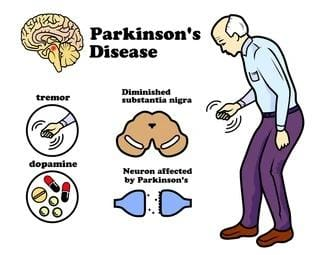 Parkinson's
Disease
tremor
Diminished
substantia nigra
dopamine
Neuron affected
by Parkinson's